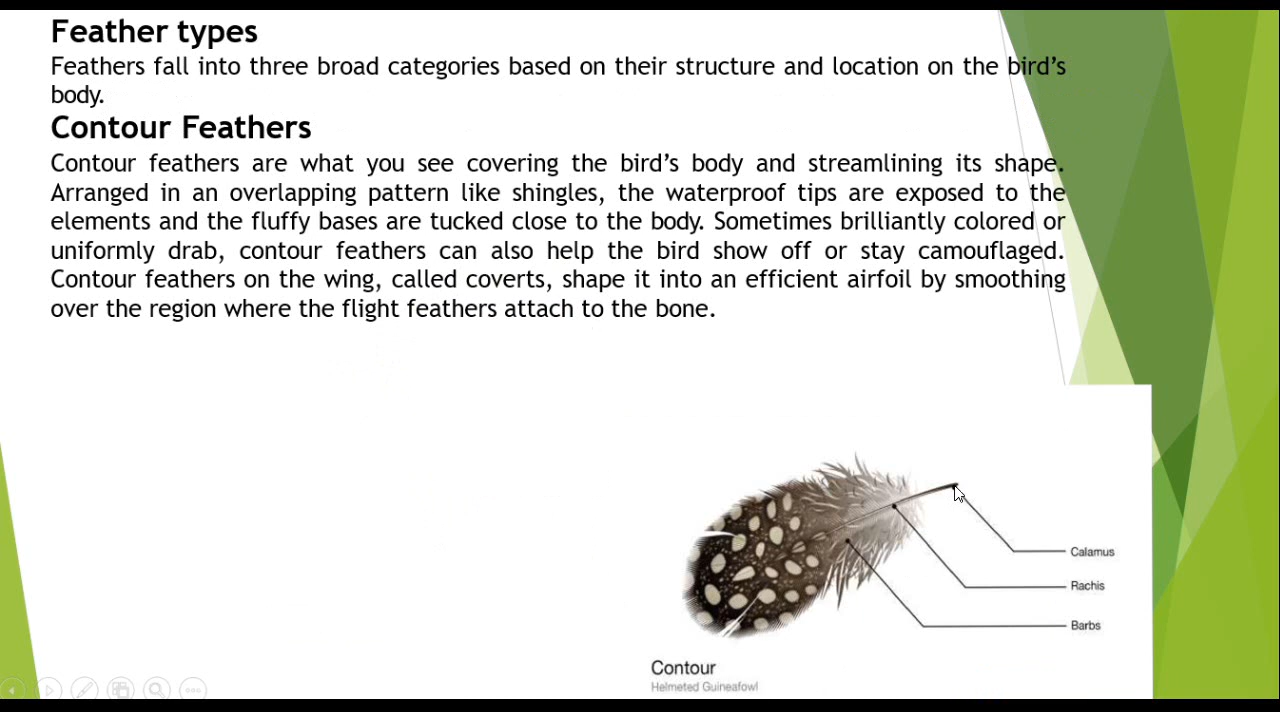 Feather types
Feathers fall into three broad categories based on their structure and location on the bird’s
body.
Contour Feathers
Contour feathers are what you see covering the bird’s body and streamlining its shape.
Arranged in an overlapping pattern like shingles, the waterproof tips are exposed to the
elements and the fluffy bases are tucked close to the body. Sometimes brilliantly colored or
uniformly drab, contour feathers can also help the bird show off or stay camouflaged.
Contour feathers on the wing, called coverts, shape it into an efficient airfoil by smoothing
over the region where the flight feathers attach to the bone.
Calamus
Rachis
Barbs
Contour
Helmeted Guineafowl